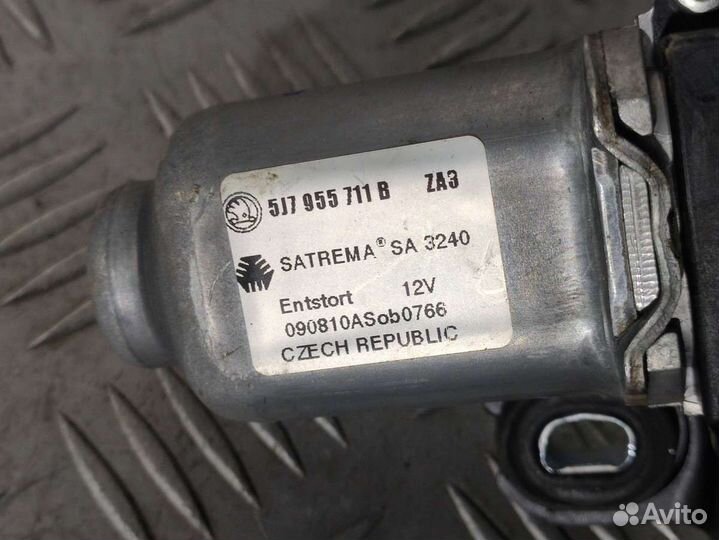 5J7 955 711 B ZA3
SATREMA® SA 3240
Entstort 12V
090810ASob0766
CZECH REPUBLIC
Avito